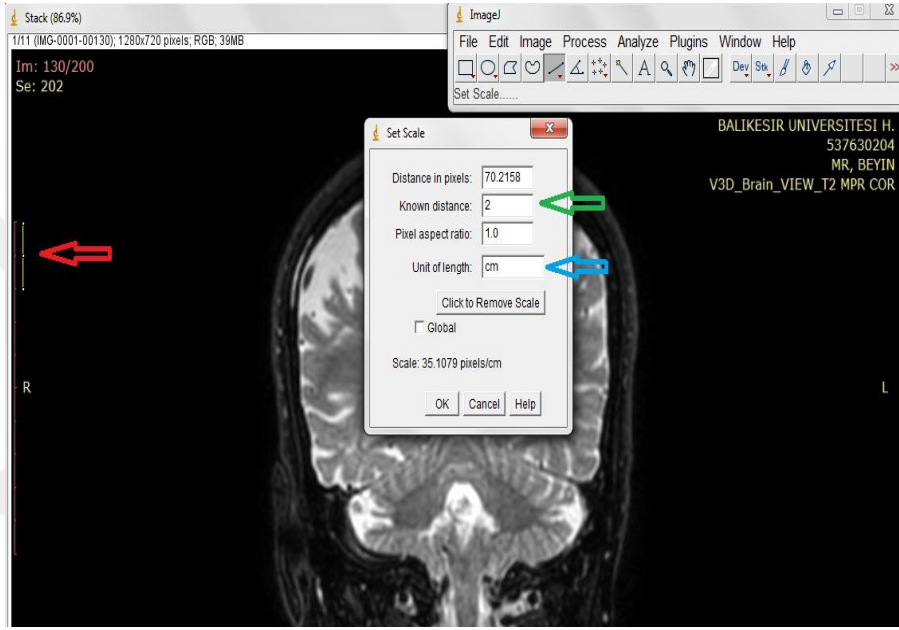 Stack (86.9%)
1/11 (IMG-0001-00130); 1280x720 pixels; RGB; 39MB
Im: 130/200
Se: 202
R
ImageJ
File Edit Image Process Analyze Plugins Window Help
A Dev Stk >>
Set Scale......
BALIKESIR UNIVERSITESI H.
537630204
MR, BEYIN
V3D_Brain_VIEW_T2 MPR COR
L
Set Scale
Distance in pixels: 70.2158
Known distance: 2
Pixel aspect ratio: 1.0
Unit of length: cm
Click to Remove Scale
Global
Scale: 35.1079 pixels/cm
OK Cancel Help